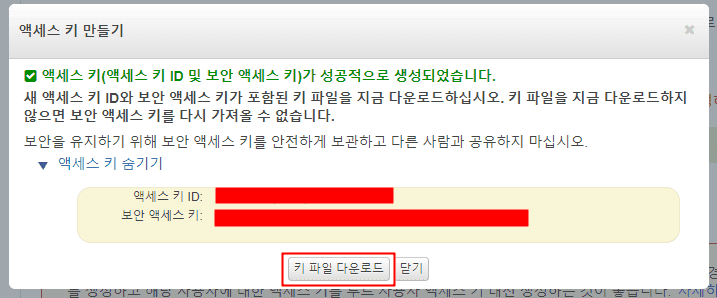 액세스 키 만들기
액세스 키(액세스 키 ID 및 보안 액세스 키)가 성공적으로 생성되었습니다.
새 액세스 키 ID와 보안 액세스 키가 포함된 키 파일을 지금 다운로드하십시오. 키 파일을 지금 다운로드하지
않으면 보안 액세스 키를 다시 가져올 수 없습니다.
보안을 유지하기 위해 보안 액세스 키를 안전하게 보관하고 다른 사람과 공유하지 마십시오.
액세스 키 숨기기
액세스 키 ID:
보안 액세스 키:
키 파일 다운로드 닫기